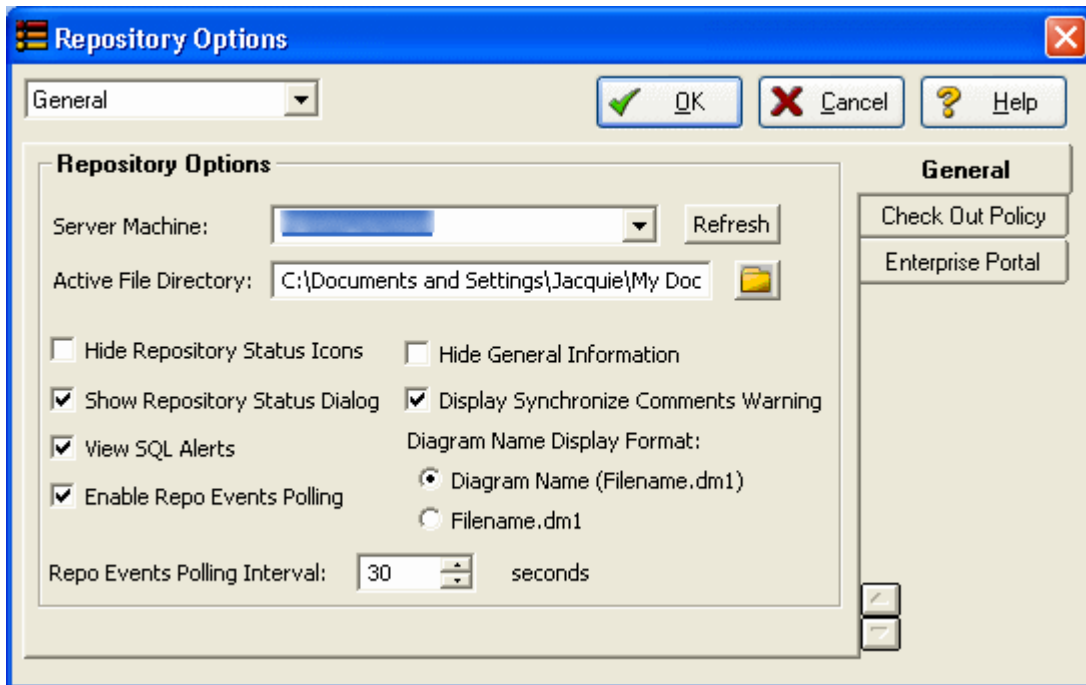 Repository Options
General
OK
Cancel
Help
Repository Options
General
Check Out Policy
Enterprise Portal
Server Machine:
Refresh
Active File Directory: C:\Documents and Settings\Jacquie\My Doc
Hide Repository Status Icons
Hide General Information
Show Repository Status Dialog
Display Synchronize Comments Warning
View SQL Alerts
Diagram Name Display Format:
Enable Repo Events Polling
Diagram Name (Filename.dm1)
Filename.dm1
Repo Events Polling Interval: 30 seconds